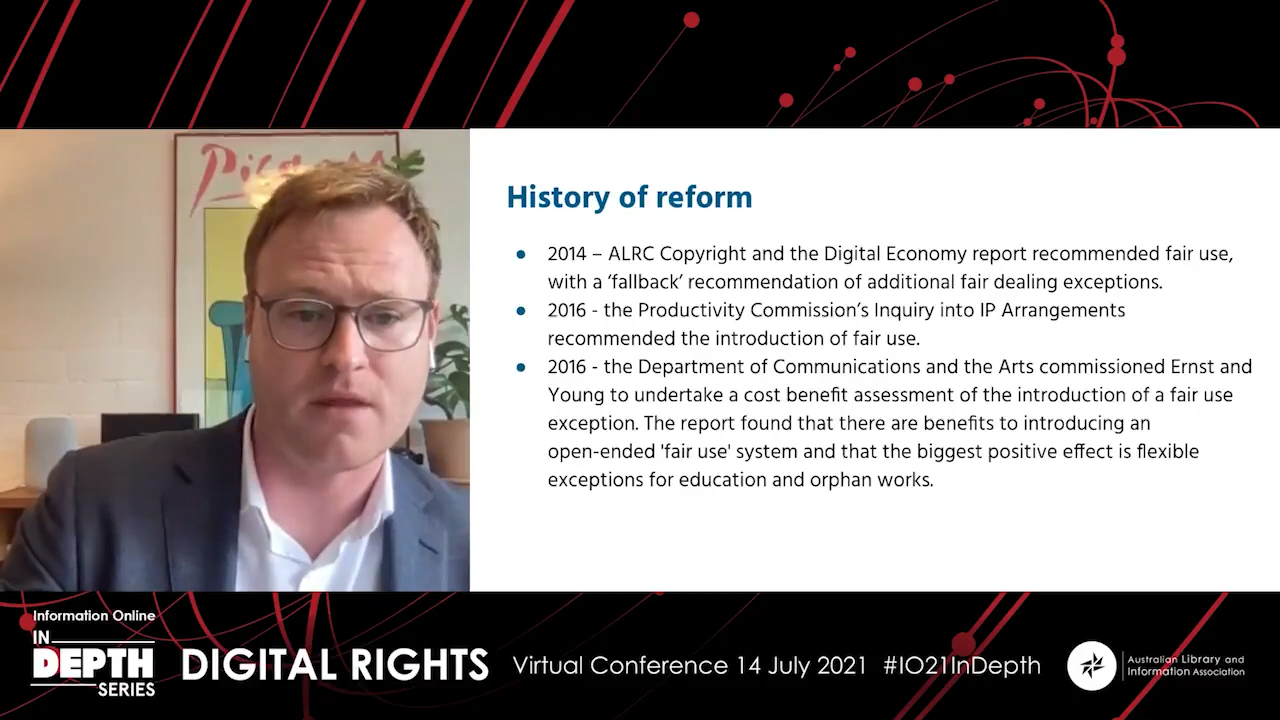 History of reform
• 2014 – ALRC Copyright and the Digital Economy report recommended fair use,
with a ‘fallback’ recommendation of additional fair dealing exceptions.
• 2016 - the Productivity Commission’s Inquiry into IP Arrangements
recommended the introduction of fair use.
• 2016 - the Department of Communications and the Arts commissioned Ernst and
Young to undertake a cost benefit assessment of the introduction of a fair use
exception. The report found that there are benefits to introducing an
open-ended 'fair use' system and that the biggest positive effect is flexible
exceptions for education and orphan works.
Information Online
IN
DEPTH
SERIES
DIGITAL RIGHTS
Virtual Conference 14 July 2021 #IO21InDepth
Australian Library and
Information Association